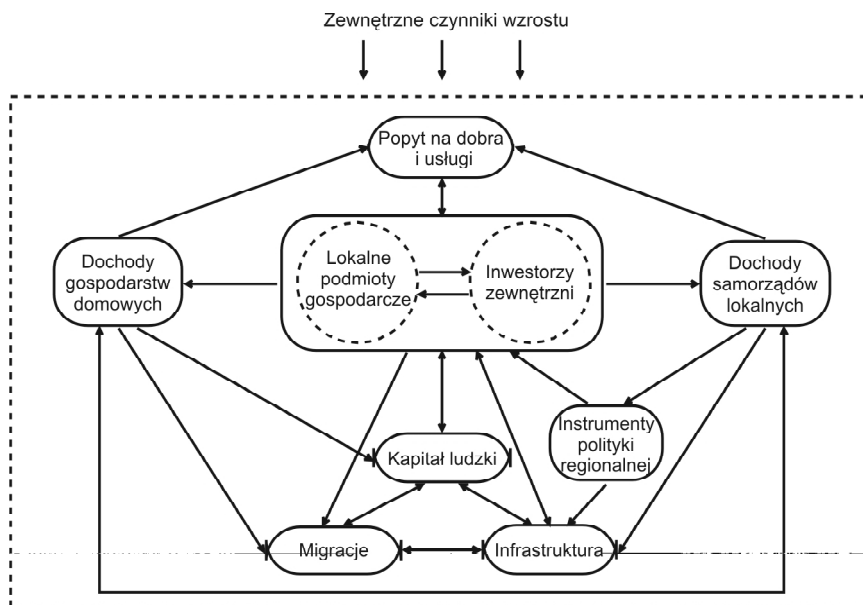 Zewnętrzne czynniki wzrostu
Popyt na dobra
i usługi
Dochody
gospodarstw
domowych
Lokalne
podmioty
gospodarcze
Inwestorzy
zewnętrzni
Dochody
samorządów
lokalnych
Instrumenty
polityki
regionalnej
Kapitał ludzki
Migracje
Infrastruktura